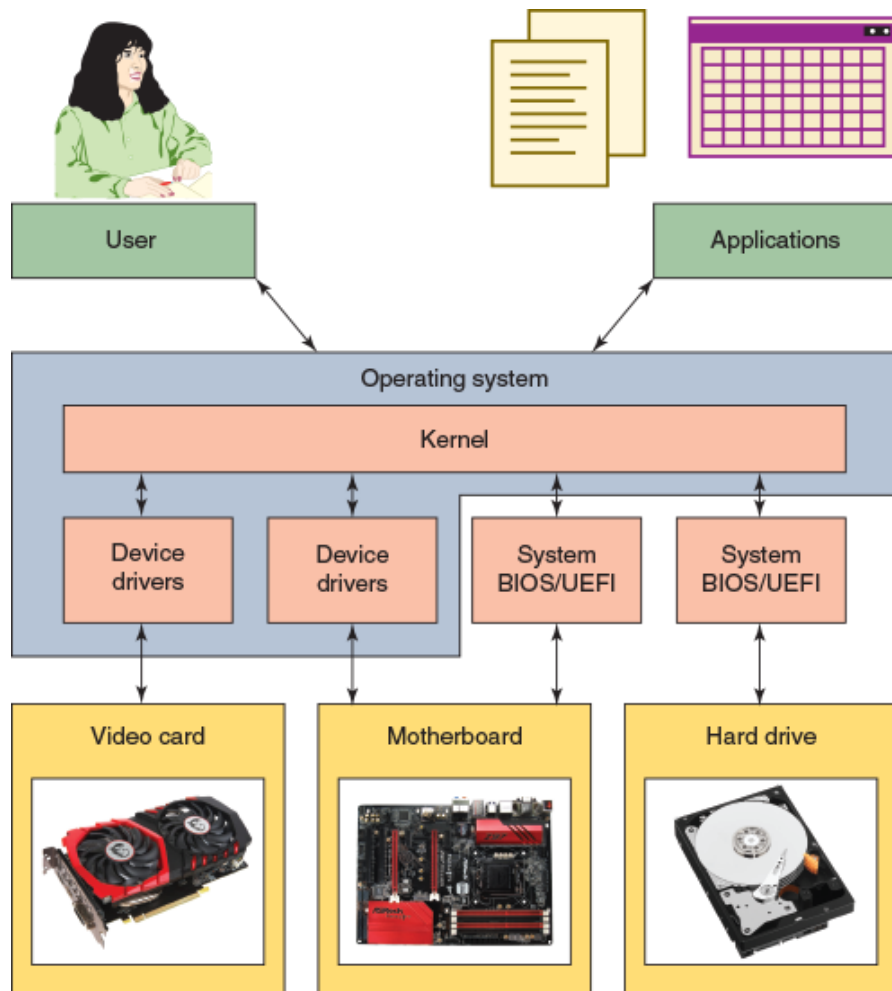 User
Applications
Operating system
Kernel
Device
drivers
Device
drivers
System
BIOS/UEFI
System
BIOS/UEFI
Video card
Motherboard
Hard drive